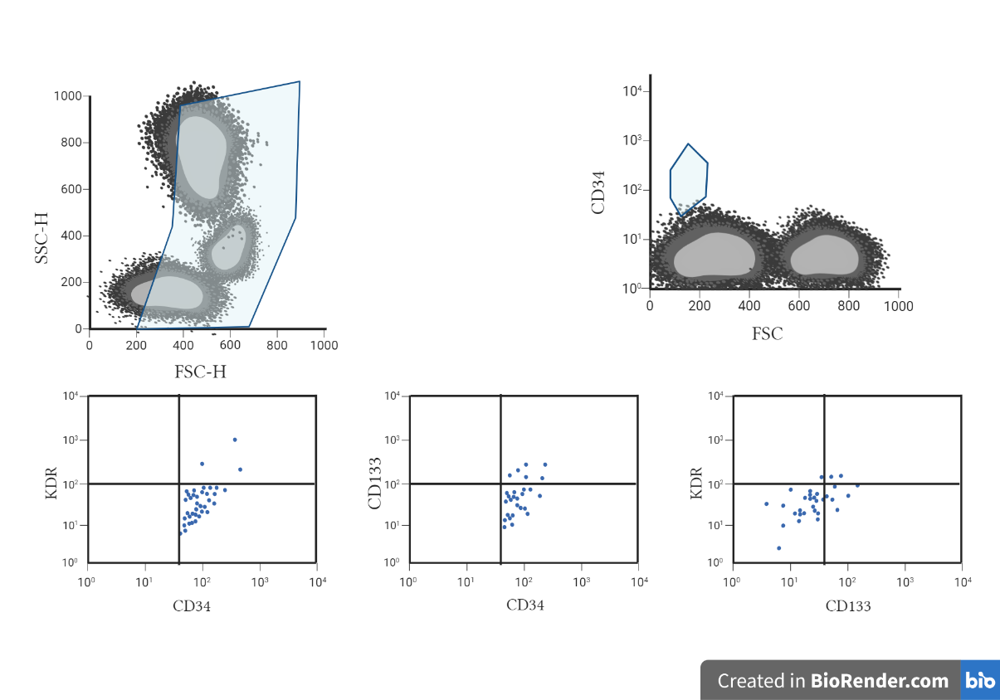 SSC-H
1000
800
600
400
200
0
0 200 400 600 800 1000
FSC-H
CD34
10⁴
10³
10²
10¹
10⁰
0 200 400 600 800 1000
FSC
KDR
10⁴
10³
10²
10¹
10⁰
10⁰ 10¹ 10² 10³ 10⁴
CD34
CD133
10⁴
10³
10²
10¹
10⁰
10⁰ 10¹ 10² 10³ 10⁴
CD34
KDR
10⁴
10³
10²
10¹
10⁰
10⁰ 10¹ 10² 10³ 10⁴
CD133
Created in BioRender.com bio